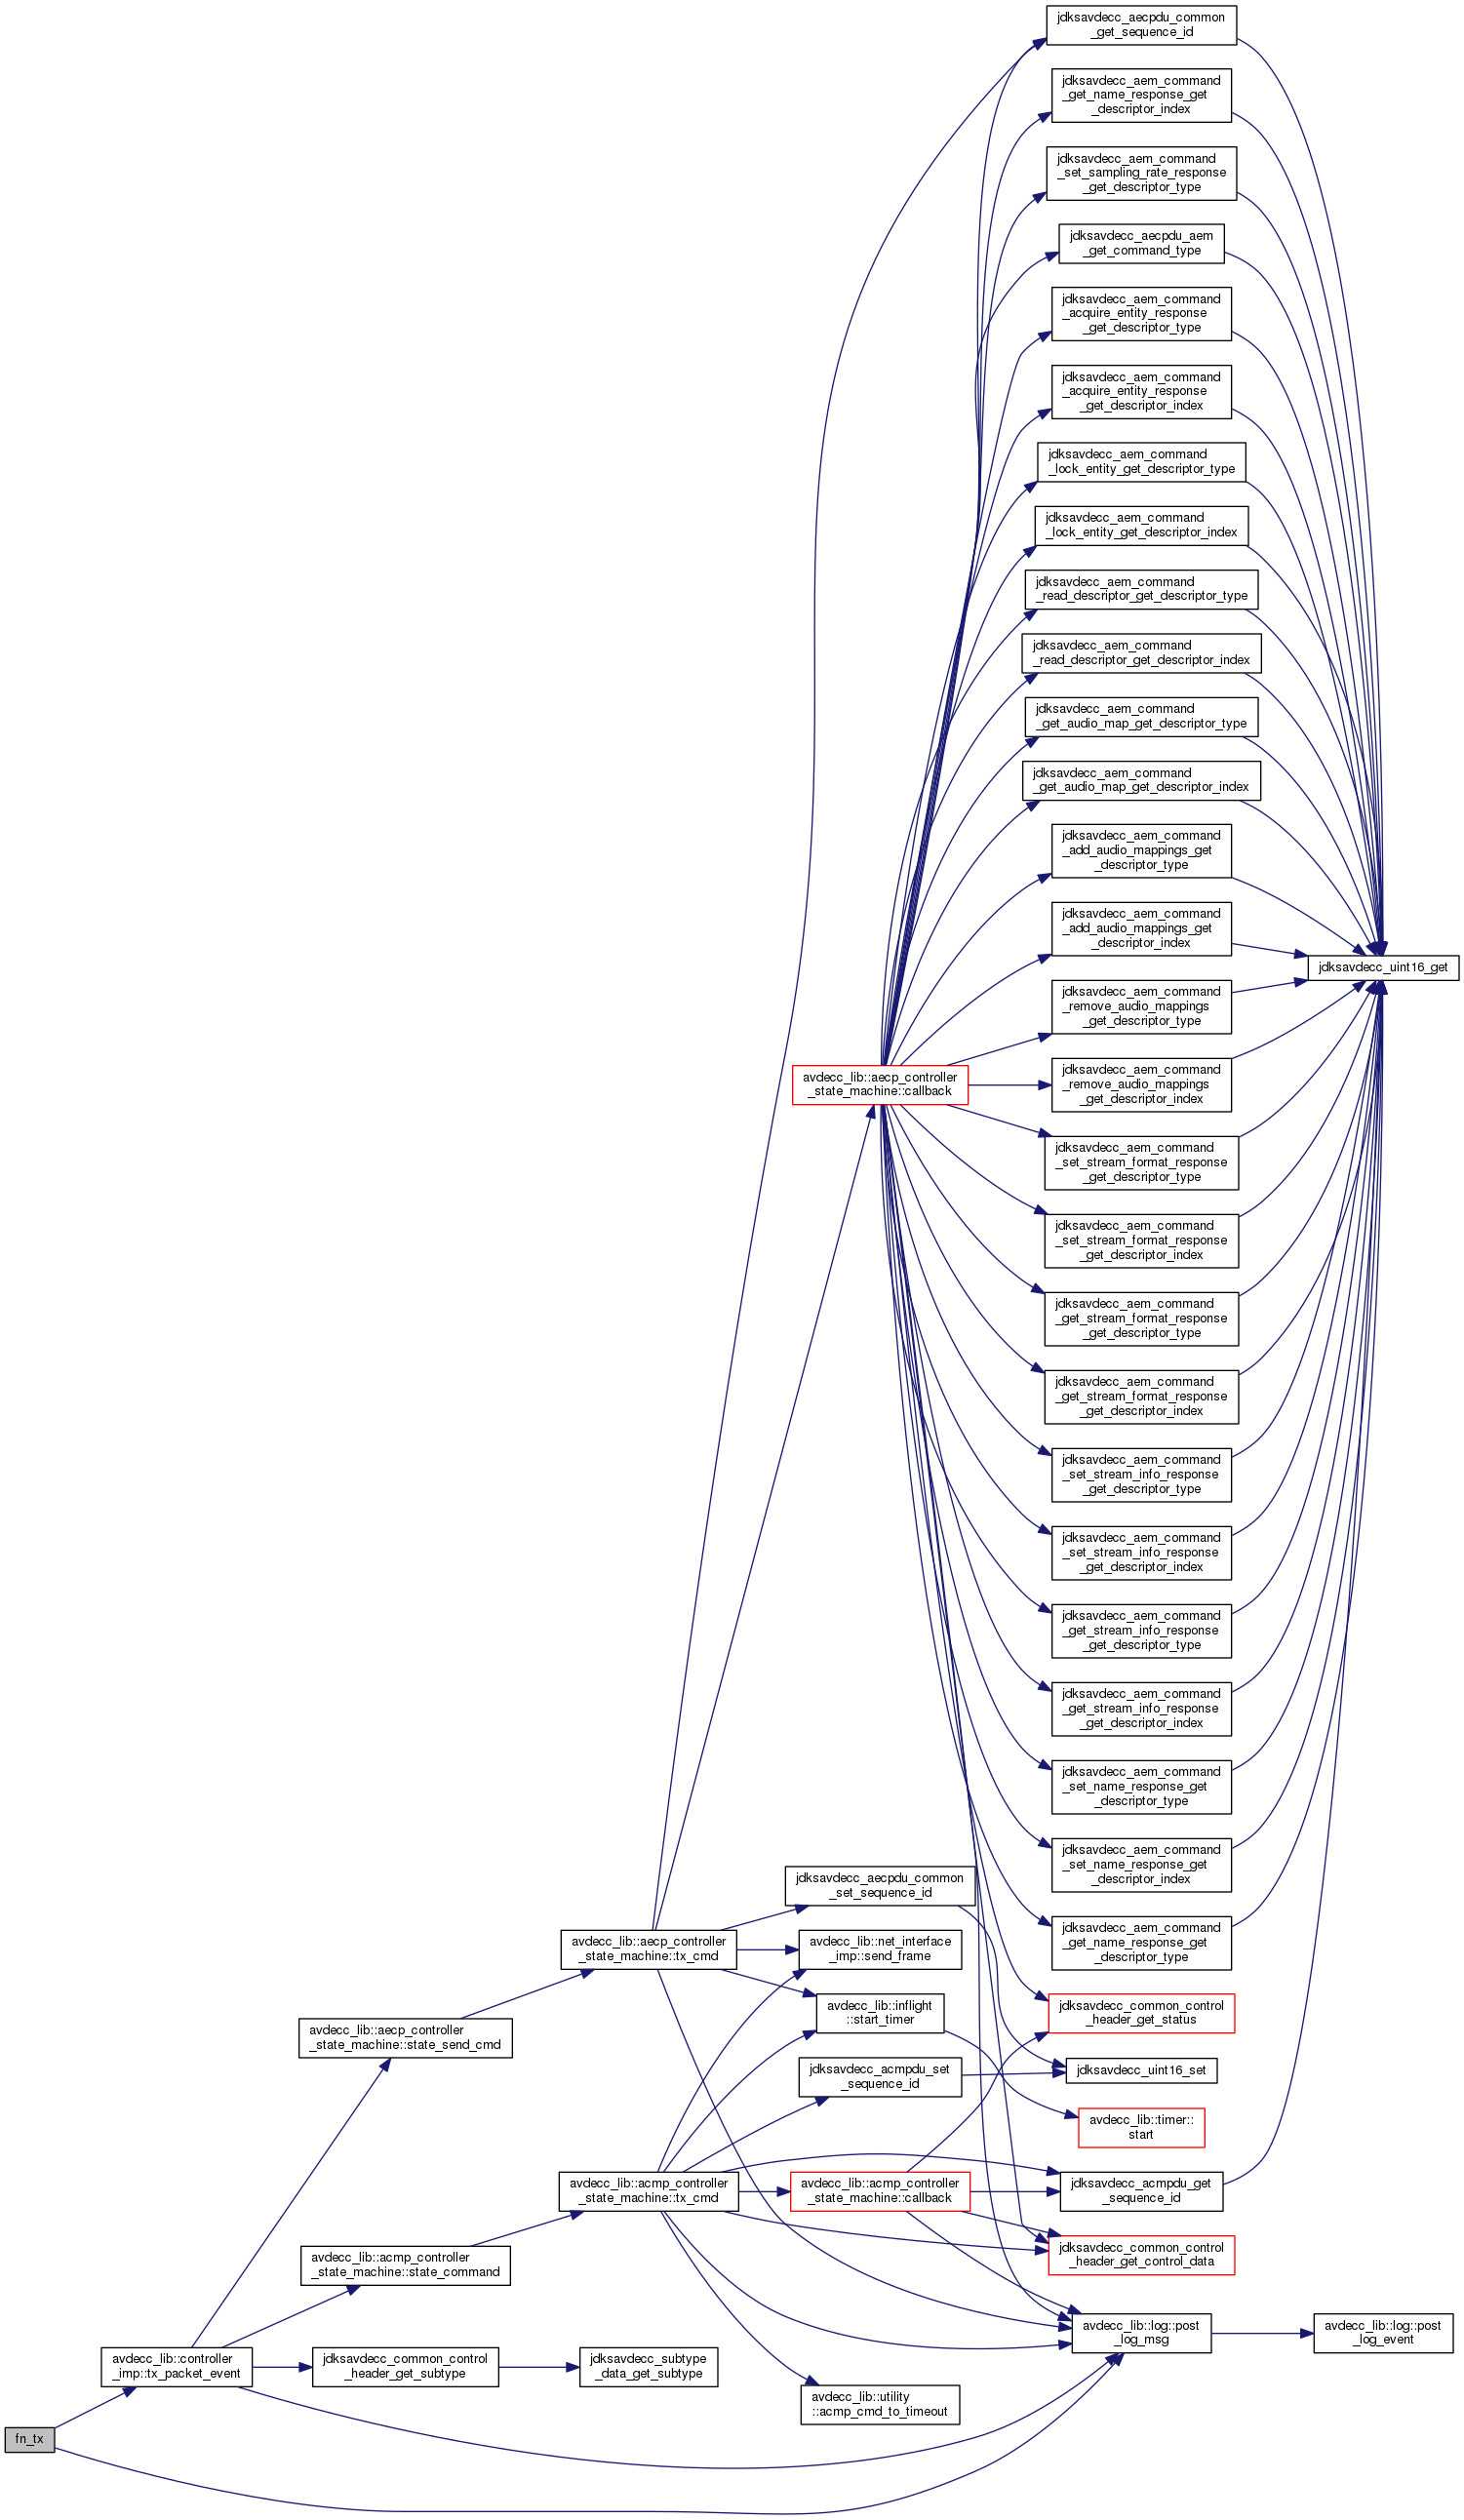 jdksavdecc_aecpdu_common
_get_sequence_id
jdksavdecc_aem_command
_get_name_response_get
_descriptor_index
jdksavdecc_aem_command
_set_sampling_rate_response
_get_descriptor_type
jdksavdecc_aecpdu_aem
_get_command_type
jdksavdecc_aem_command
_acquire_entity_response
_get_descriptor_type
jdksavdecc_aem_command
_acquire_entity_response
_get_descriptor_index
jdksavdecc_aem_command
_lock_entity_get_descriptor_type
jdksavdecc_aem_command
_lock_entity_get_descriptor_index
jdksavdecc_aem_command
_read_descriptor_get_descriptor_type
jdksavdecc_aem_command
_read_descriptor_get_descriptor_index
jdksavdecc_aem_command
_get_audio_map_get_descriptor_type
jdksavdecc_aem_command
_get_audio_map_get_descriptor_index
jdksavdecc_aem_command
_add_audio_mappings_get
_descriptor_type
jdksavdecc_aem_command
_add_audio_mappings_get
_descriptor_index
jdksavdecc_uint16_get
jdksavdecc_aem_command
_remove_audio_mappings
_get_descriptor_type
avdecc_lib::aecp_controller
_state_machine::callback
jdksavdecc_aem_command
_remove_audio_mappings
_get_descriptor_index
jdksavdecc_aem_command
_set_stream_format_response
_get_descriptor_type
jdksavdecc_aem_command
_set_stream_format_response
_get_descriptor_index
jdksavdecc_aem_command
_get_stream_format_response
_get_descriptor_type
jdksavdecc_aem_command
_get_stream_format_response
_get_descriptor_index
jdksavdecc_aem_command
_set_stream_info_response
_get_descriptor_type
jdksavdecc_aem_command
_set_stream_info_response
_get_descriptor_index
jdksavdecc_aem_command
_get_stream_info_response
_get_descriptor_type
jdksavdecc_aem_command
_get_stream_info_response
_get_descriptor_index
jdksavdecc_aem_command
_set_name_response_get
_descriptor_type
jdksavdecc_aem_command
_set_name_response_get
_descriptor_index
jdksavdecc_aecpdu_common
_set_sequence_id
jdksavdecc_aem_command
_get_name_response_get
_descriptor_type
avdecc_lib::aecp_controller
_state_machine::tx_cmd
avdecc_lib::net_interface
_imp::send_frame
avdecc_lib::inflight
::start_timer
jdksavdecc_common_control
_header_get_status
avdecc_lib::aecp_controller
_state_machine::state_send_cmd
jdksavdecc_acmpdu_set
_sequence_id
jdksavdecc_uint16_set
avdecc_lib::timer::
start
avdecc_lib::acmp_controller
_state_machine::tx_cmd
avdecc_lib::acmp_controller
_state_machine::callback
jdksavdecc_acmpdu_get
_sequence_id
avdecc_lib::acmp_controller
_state_machine::state_command
jdksavdecc_common_control
_header_get_control_data
avdecc_lib::log::post
_log_msg
avdecc_lib::log::post
_log_event
avdecc_lib::controller
_imp::tx_packet_event
jdksavdecc_common_control
_header_get_subtype
jdksavdecc_subtype
_data_get_subtype
avdecc_lib::utility
::acmp_cmd_to_timeout
fn_tx